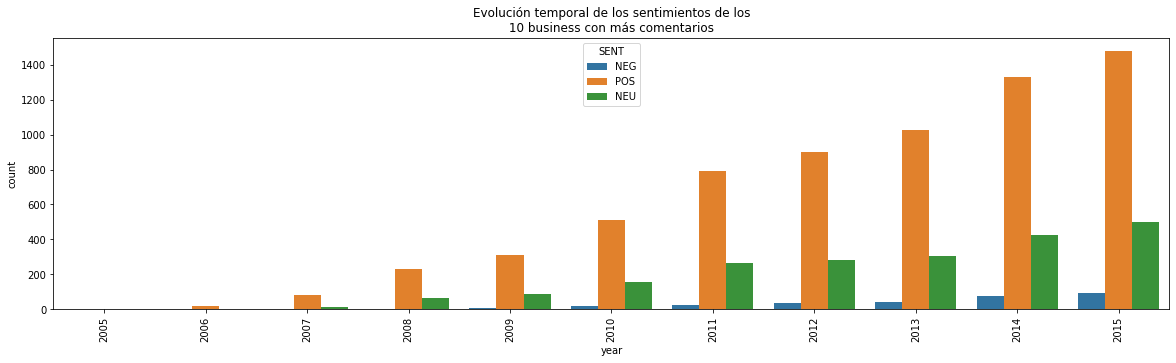 Evolución temporal de los sentimientos de los
10 business con más comentarios
SENT
NEG
POS
NEU
count
1400
1200
1000
800
600
400
200
0
2005
2006
2007
2008
2009
2010
2011
2012
2013
2014
2015
year